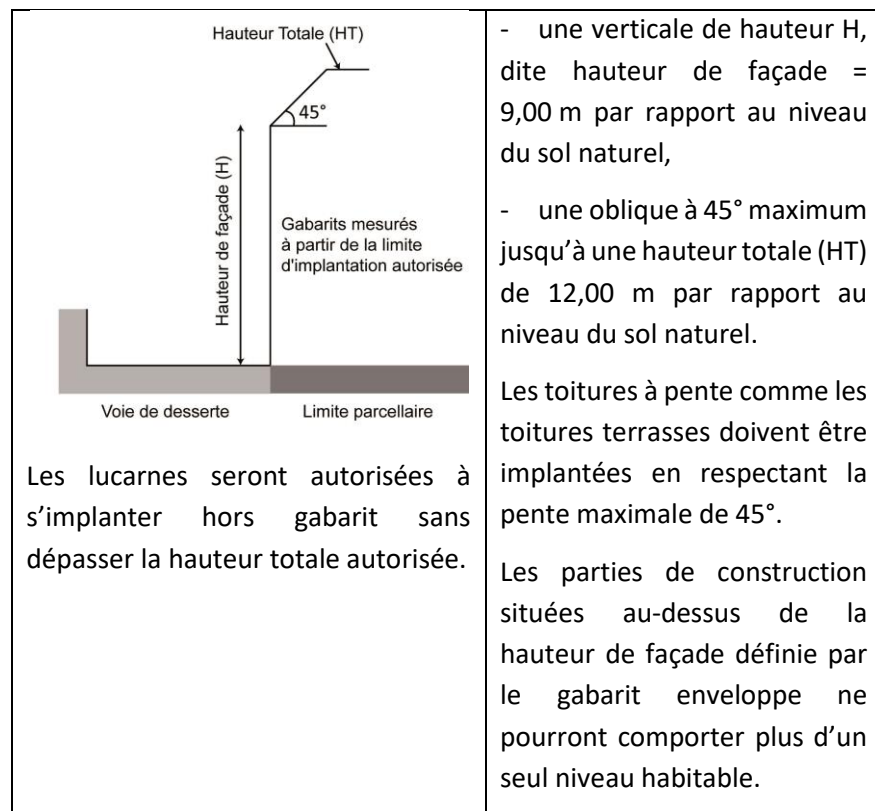 Hauteur Totale (HT)
45°
Hauteur de façade (H)
Gabarits mesurés
à partir de la limite
d'implantation autorisée
Voie de desserte
Limite parcellaire
Les lucarnes seront autorisées à
s’implanter hors gabarit sans
dépasser la hauteur totale autorisée.
- une verticale de hauteur H,
dite hauteur de façade =
9,00 m par rapport au niveau
du sol naturel,
- une oblique à 45° maximum
jusqu’à une hauteur totale (HT)
de 12,00 m par rapport au
niveau du sol naturel.
Les toitures à pente comme les
toitures terrasses doivent être
implantées en respectant la
pente maximale de 45°.
Les parties de construction
situées au-dessus de la
hauteur de façade définie par
le gabarit enveloppe ne
pourront comporter plus d’un
seul niveau habitable.